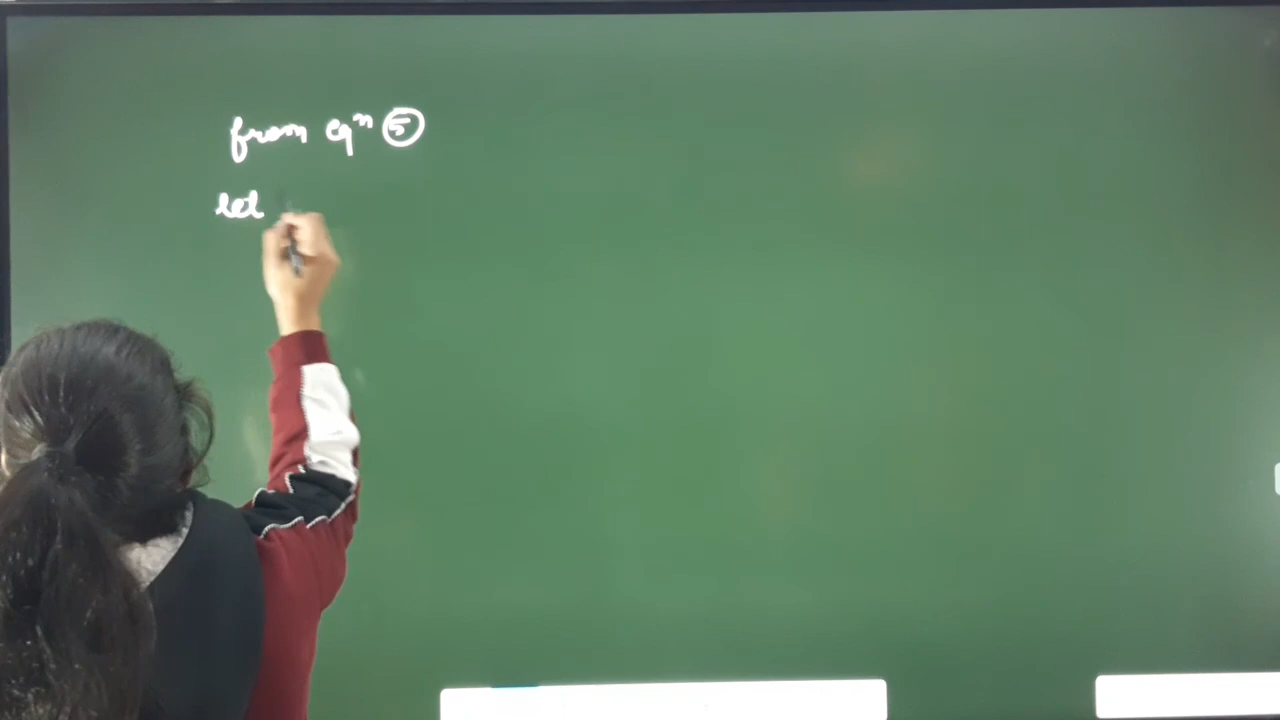 from eqⁿ ⑤
let